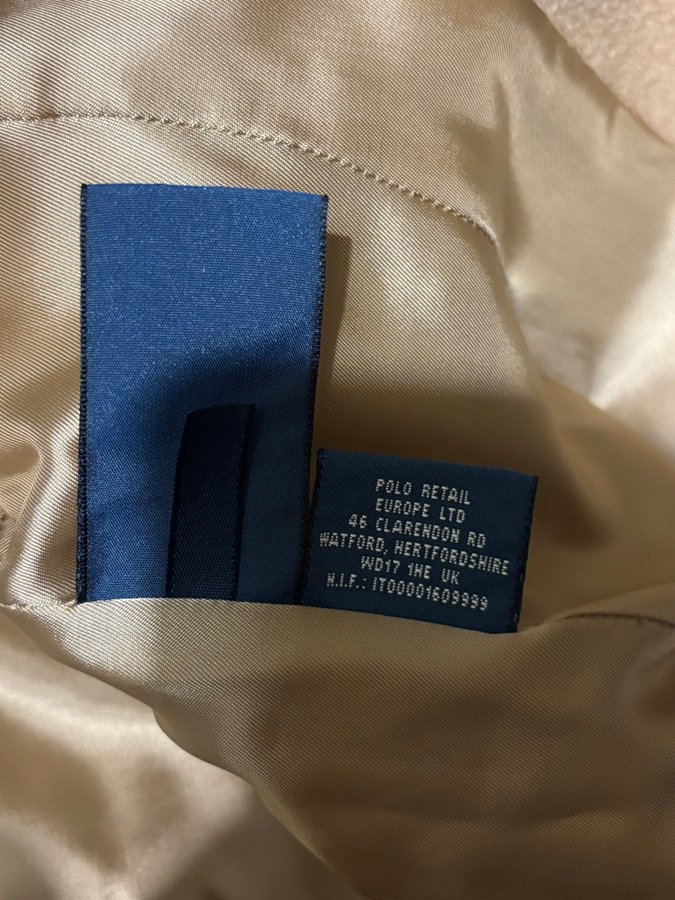 POLO RETAIL
EUROPE LTD
46 CLARENDON RD
WATFORD, HERTFORDSHIRE
WD17 1HE UK
N.I.F.: IT00001609999